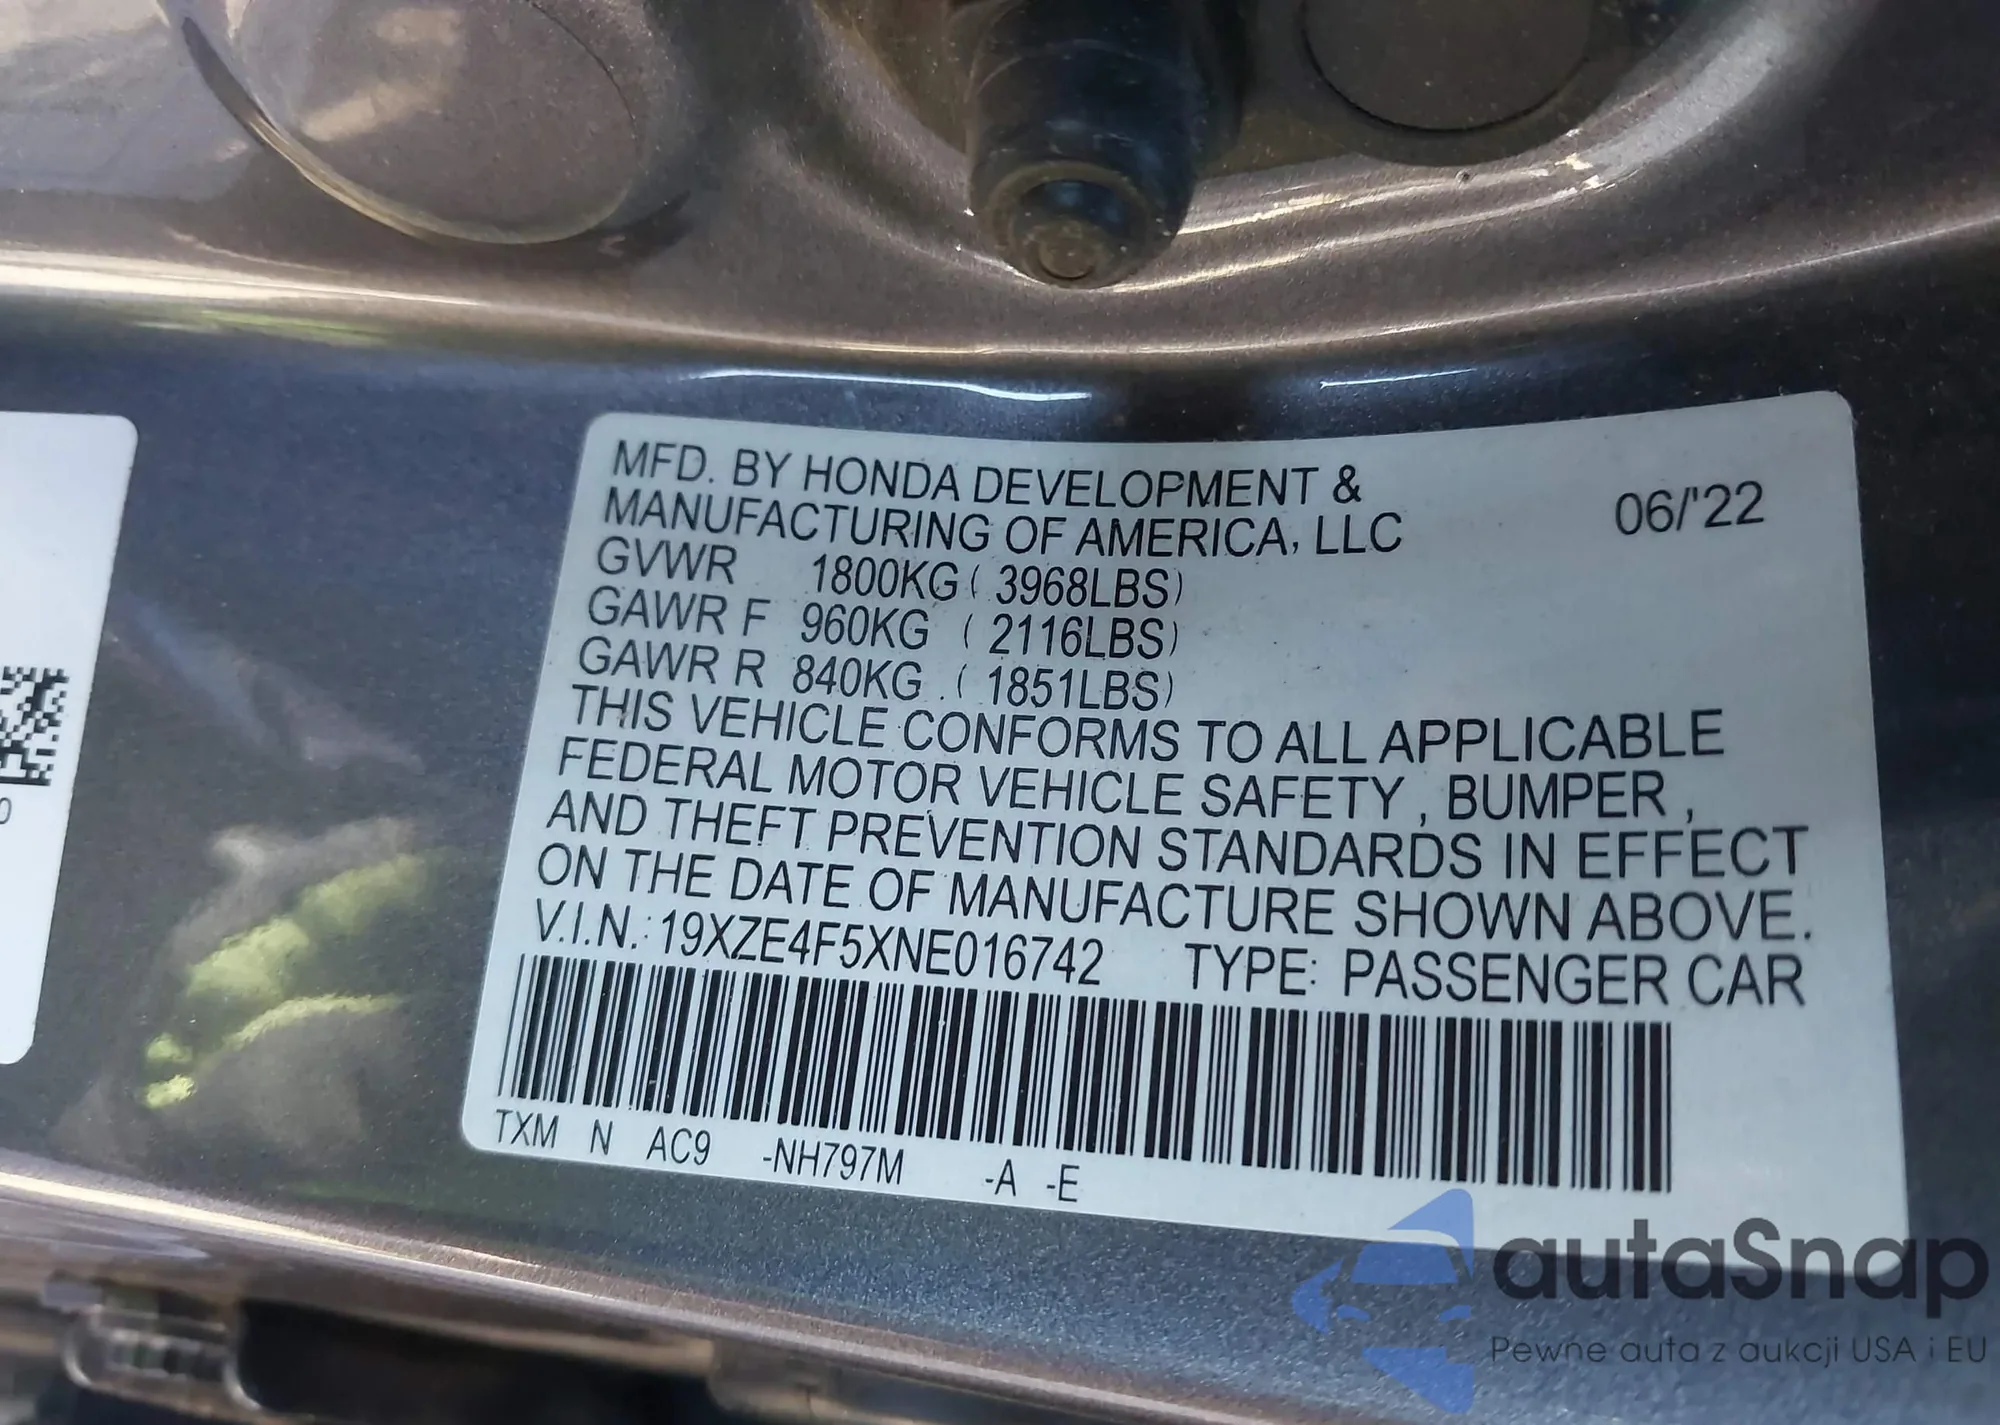 MFD. BY HONDA DEVELOPMENT &
MANUFACTURING OF AMERICA, LLC
06/'22
GVWR 1800KG ( 3968LBS)
GAWR F 960KG ( 2116LBS)
GAWR R 840KG . ( 1851LBS)
THIS VEHICLE CONFORMS TO ALL APPLICABLE
FEDERAL MOTOR VEHICLE SAFETY , BUMPER ,
AND THEFT PREVENTION STANDARDS IN EFFECT
ON THE DATE OF MANUFACTURE SHOWN ABOVE.
V.I.N.: 19XZE4F5XNE016742 TYPE: PASSENGER CAR
TXM N AC9 -NH797M -A -E
0
autaSnap
Pewne auta z aukcji USA i EU